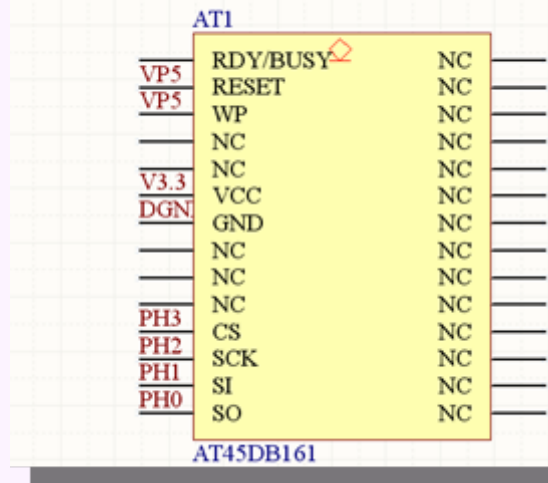 AT1
RDY/BUSY NC
VP5 RESET NC
VP5 WP NC
NC NC
NC NC
V3.3 VCC NC
DGN GND NC
NC NC
NC NC
NC NC
PH3 CS NC
PH2 SCK NC
PH1 SI NC
PH0 SO NC
AT45DB161